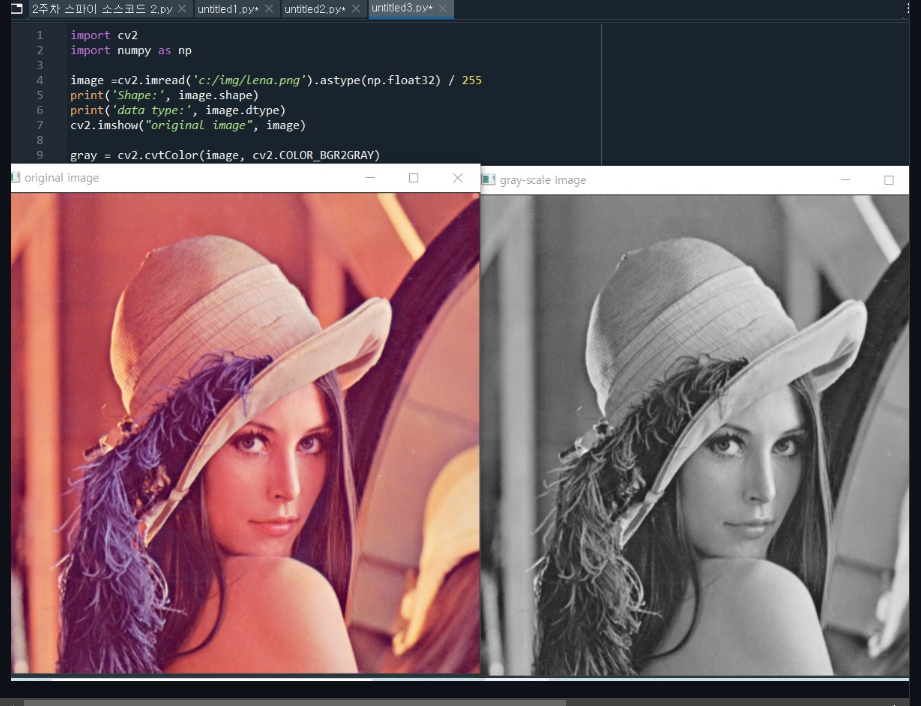 2주차 스파이 소스코드 2.py untitled1.py* untitled2.py* untitled3.py*
1 import cv2
2 import numpy as np
3
4 image =cv2.imread('c:/img/lena.png').astype(np.float32) / 255
5 print('Shape:', image.shape)
6 print('data type:', image.dtype)
7 cv2.imshow("original image", image)
8
9 gray = cv2.cvtColor(image, cv2.COLOR_BGR2GRAY)
original image
gray-scale image